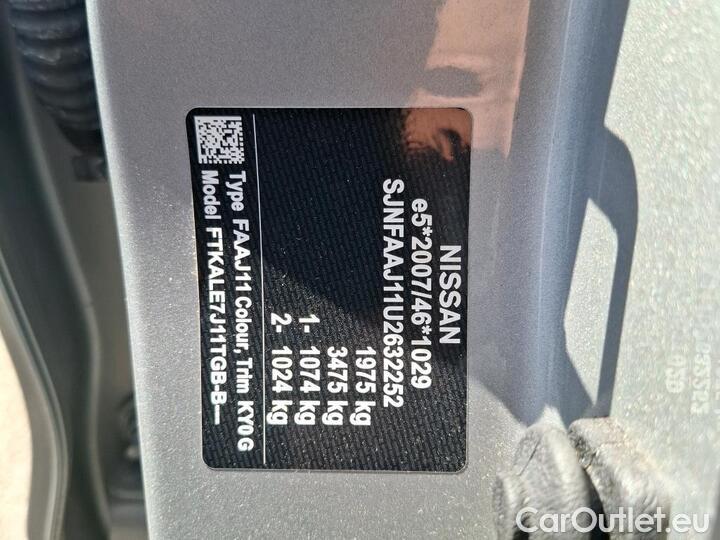 NISSAN
e5*2007/46*1029
SJNFAAJ11U2632252
1975 kg
3475 kg
1- 1074 kg
2- 1024 kg
Type FAAJ11 Colour, Trim KY0 G
Model FTKALE7J11TGB-B—
CarOutlet.eu